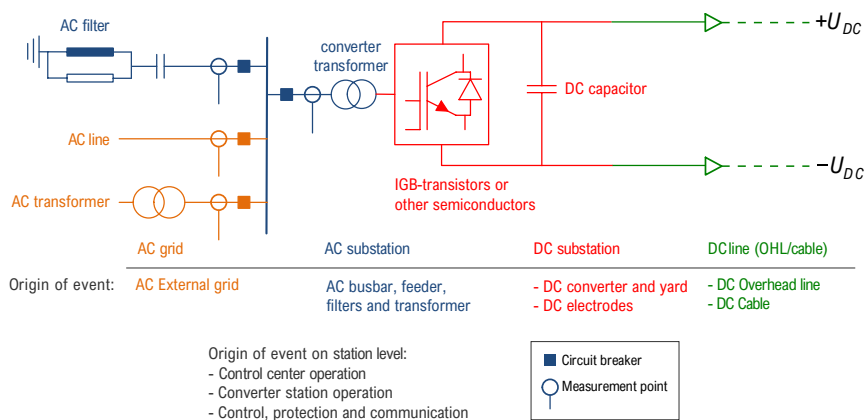 AC filter
converter
transformer
+U_DC
DC capacitor
AC line
−U_DC
IGB-transistors or
other semiconductors
AC transformer
AC grid
AC substation
DC substation
DC line (OHL/cable)
Origin of event:
AC External grid
AC busbar, feeder,
filters and transformer
- DC converter and yard
- DC electrodes
- DC Overhead line
- DC Cable
Origin of event on station level:
- Control center operation
- Converter station operation
- Control, protection and communication
Circuit breaker
Measurement point